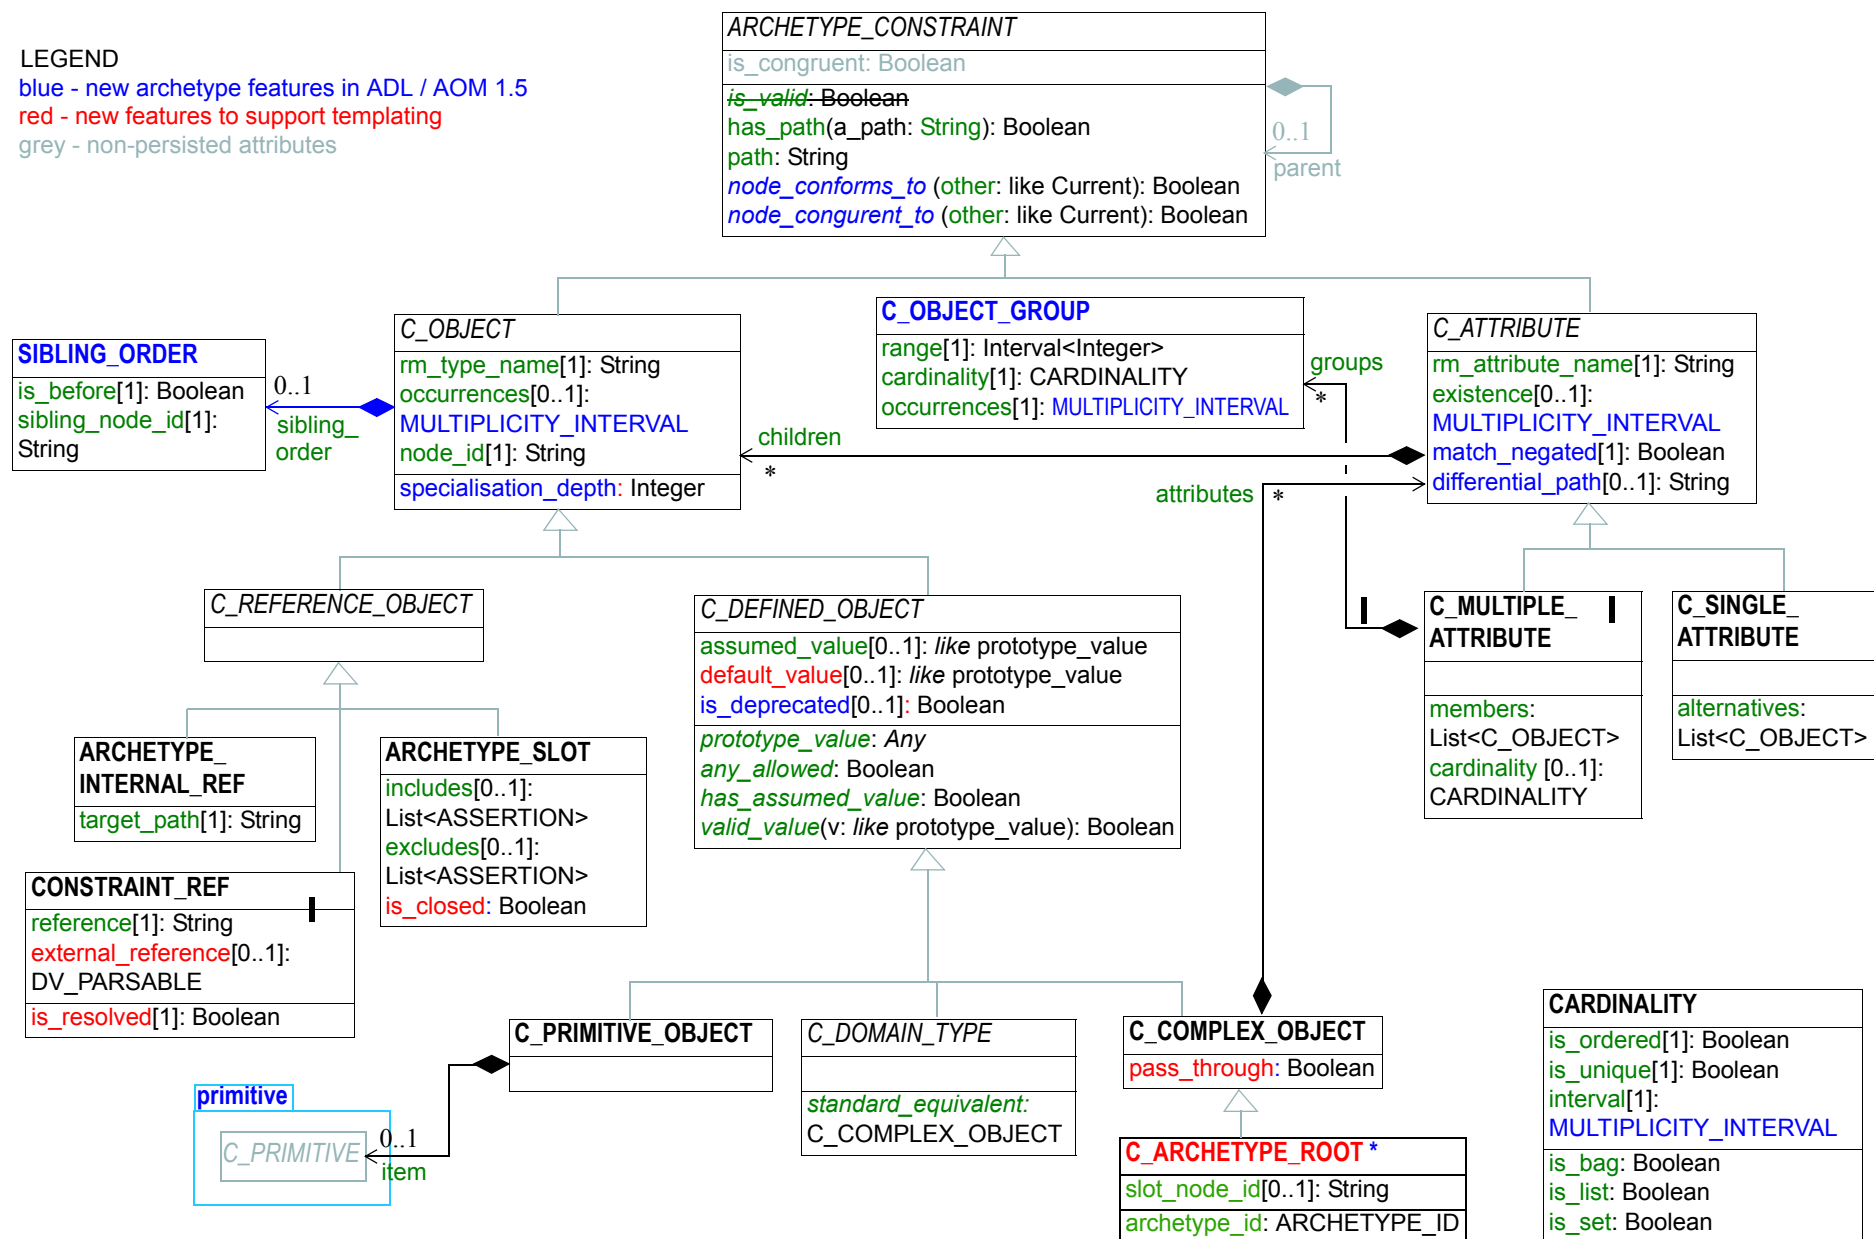 LEGEND
blue - new archetype features in ADL / AOM 1.5
red - new features to support templating
grey - non-persisted attributes
ARCHETYPE_CONSTRAINT
is_congruent: Boolean
is_valid: Boolean
has_path(a_path: String): Boolean
path: String
node_conforms_to (other: like Current): Boolean
node_congurent_to (other: like Current): Boolean
0..1
parent
SIBLING_ORDER
is_before[1]: Boolean
sibling_node_id[1]:
String
0..1
sibling_
order
C_OBJECT
rm_type_name[1]: String
occurrences[0..1]:
MULTIPLICITY_INTERVAL
node_id[1]: String
specialisation_depth: Integer
C_OBJECT_GROUP
range[1]: Interval<Integer>
cardinality[1]: CARDINALITY
occurrences[1]: MULTIPLICITY_INTERVAL
groups
*
children
*
attributes
*
C_ATTRIBUTE
rm_attribute_name[1]: String
existence[0..1]:
MULTIPLICITY_INTERVAL
match_negated[1]: Boolean
differential_path[0..1]: String
C_REFERENCE_OBJECT
C_DEFINED_OBJECT
assumed_value[0..1]: like prototype_value
default_value[0..1]: like prototype_value
is_deprecated[0..1]: Boolean
prototype_value: Any
any_allowed: Boolean
has_assumed_value: Boolean
valid_value(v: like prototype_value): Boolean
C_MULTIPLE_
ATTRIBUTE
members:
List<C_OBJECT>
cardinality [0..1]:
CARDINALITY
C_SINGLE_
ATTRIBUTE
alternatives:
List<C_OBJECT>
ARCHETYPE_
INTERNAL_REF
target_path[1]: String
ARCHETYPE_SLOT
includes[0..1]:
List<ASSERTION>
excludes[0..1]:
List<ASSERTION>
is_closed: Boolean
CONSTRAINT_REF
reference[1]: String
external_reference[0..1]:
DV_PARSABLE
is_resolved[1]: Boolean
C_PRIMITIVE_OBJECT
C_DOMAIN_TYPE
standard_equivalent:
C_COMPLEX_OBJECT
C_COMPLEX_OBJECT
pass_through: Boolean
primitive
C_PRIMITIVE
0..1
item
C_ARCHETYPE_ROOT *
slot_node_id[0..1]: String
archetype_id: ARCHETYPE_ID
CARDINALITY
is_ordered[1]: Boolean
is_unique[1]: Boolean
interval[1]:
MULTIPLICITY_INTERVAL
is_bag: Boolean
is_list: Boolean
is_set: Boolean